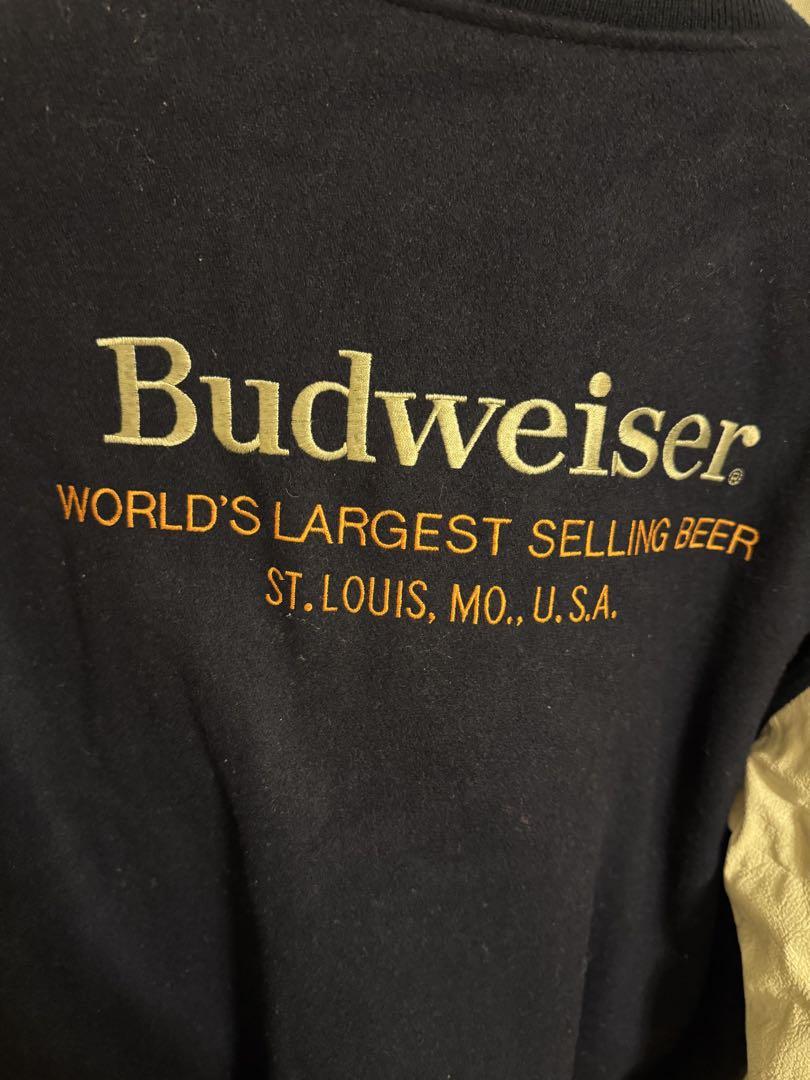 Budweiser®
WORLD'S LARGEST SELLING BEER
ST. LOUIS, MO., U.S.A.